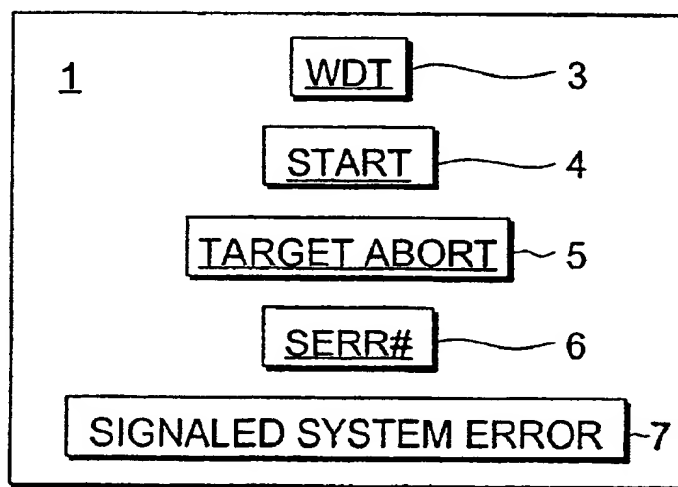 1
WDT 3
START 4
TARGET ABORT 5
SERR# 6
SIGNALED SYSTEM ERROR 7